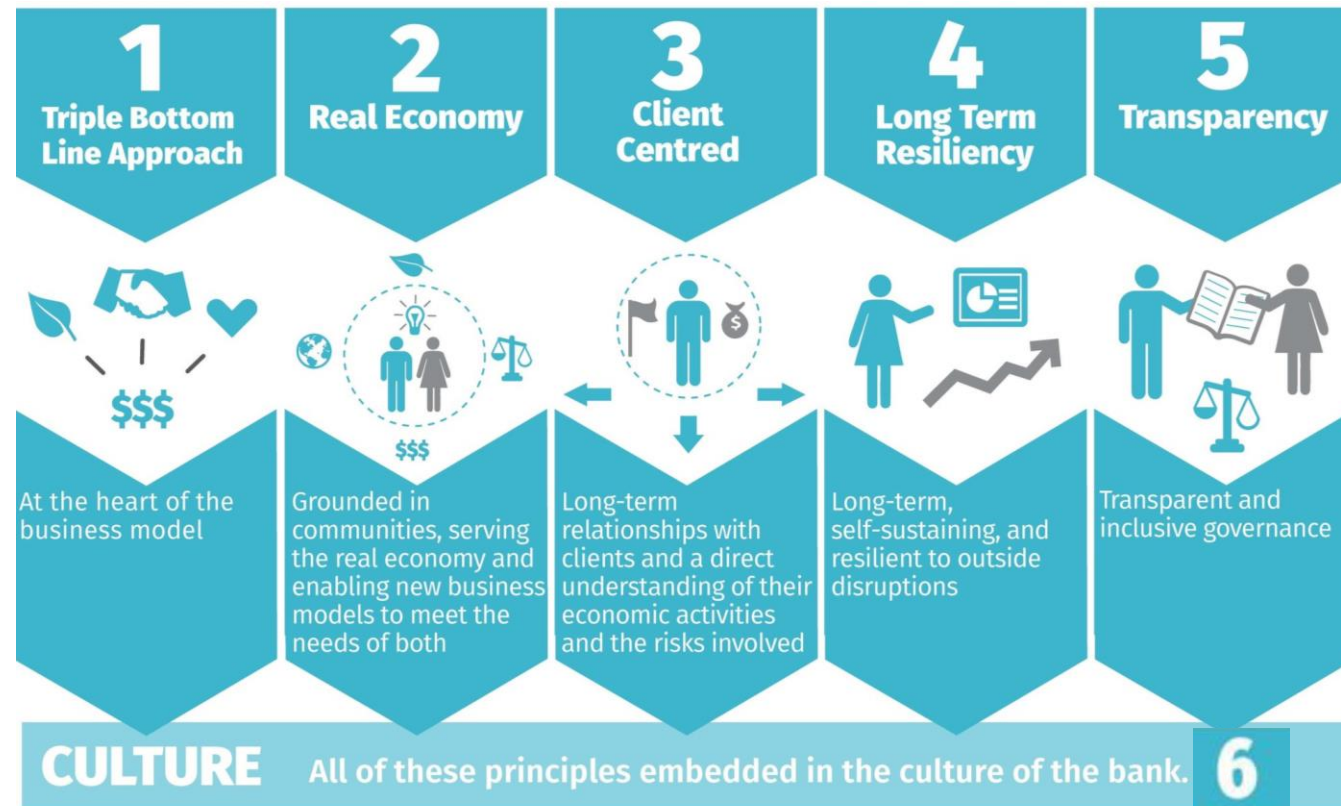 1
Triple Bottom
Line Approach
2
Real Economy
3
Client
Centred
4
Long Term
Resiliency
5
Transparency
$$$
$$$
$
At the heart of the
business model
Grounded in
communities, serving
the real economy and
enabling new business
models to meet the
needs of both
Long-term
relationships with
clients and a direct
understanding of their
economic activities
and the risks involved
Long-term,
self-sustaining, and
resilient to outside
disruptions
Transparent and
inclusive governance
CULTURE All of these principles embedded in the culture of the bank. 6